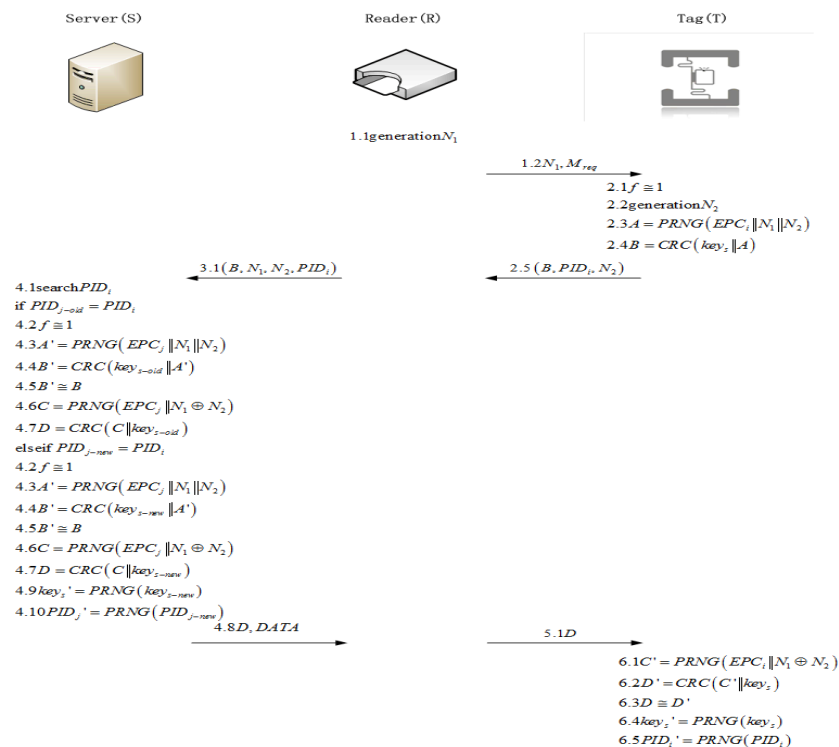 Server(S)
Reader(R)
Tag(T)
1.1generationN₁
1.2N₁, M_req
2.1f ≅ 1
2.2generationN₂
2.3A = PRNG(EPC_i‖N₁‖N₂)
2.4B = CRC(key_s‖A)
2.5(B, PID_i, N₂)
3.1(B, N₁, N₂, PID_i)
4.1searchPID_i
if PID_j-old = PID_i
4.2f ≅ 1
4.3A' = PRNG(EPC_j‖N₁‖N₂)
4.4B' = CRC(key_s-old‖A')
4.5B' ≅ B
4.6C = PRNG(EPC_j‖N₁ ⊕ N₂)
4.7D = CRC(C‖key_s-old)
elseif PID_j-new = PID_i
4.2f ≅ 1
4.3A' = PRNG(EPC_j‖N₁‖N₂)
4.4B' = CRC(key_s-new‖A')
4.5B' ≅ B
4.6C = PRNG(EPC_j‖N₁ ⊕ N₂)
4.7D = CRC(C‖key_s-new)
4.9key_s' = PRNG(key_s-new)
4.10PID_j' = PRNG(PID_j-new)
4.8D, DATA
5.1D
6.1C' = PRNG(EPC_i‖N₁ ⊕ N₂)
6.2D' = CRC(C'‖key_s)
6.3D ≅ D'
6.4key_s' = PRNG(key_s)
6.5PID_i' = PRNG(PID_i)